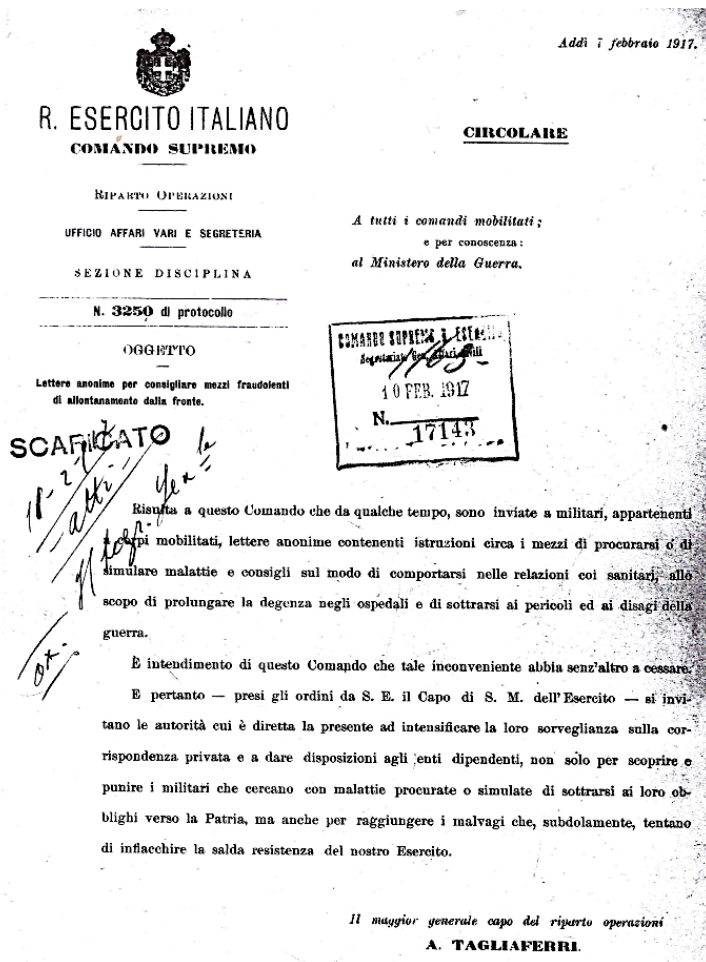 Addì 7 febbraio 1917.
R. ESERCITO ITALIANO
COMANDO SUPREMO
RIPARTO OPERAZIONI
UFFICIO AFFARI VARI E SEGRETERIA
SEZIONE DISCIPLINA
N. 3250 di protocollo
OGGETTO
Lettere anonime per consigliare mezzi fraudolenti
di allontanamento dalla fronte.
CIRCOLARE
A tutti i comandi mobilitati;
e per conoscenza:
al Ministero della Guerra.
COMANDO SUPREMO R. ESERCITO
10 FEB. 1917
N.
17143
SCARICATO
18-2-17
atti
Risulta a questo Comando che da qualche tempo, sono inviate a militari, appartenenti
a corpi mobilitati, lettere anonime contenenti istruzioni circa i mezzi di procurarsi o di
simulare malattie e consigli sul modo di comportarsi nelle relazioni coi sanitari, allo
scopo di prolungare la degenza negli ospedali e di sottrarsi ai pericoli ed ai disagi della
guerra.
È intendimento di questo Comando che tale inconveniente abbia senz'altro a cessare.
E pertanto — presi gli ordini da S. E. il Capo di S. M. dell'Esercito — si invi-
tano le autorità cui è diretta la presente ad intensificare la loro sorveglianza sulla cor-
rispondenza privata e a dare disposizioni agli enti dipendenti, non solo per scoprire e
punire i militari che cercano con malattie procurate o simulate di sottrarsi ai loro ob-
blighi verso la Patria, ma anche per raggiungere i malvagi che, subdolamente, tentano
di infiacchire la salda resistenza del nostro Esercito.
Il maggior generale capo del riparto operazioni
A. TAGLIAFERRI.